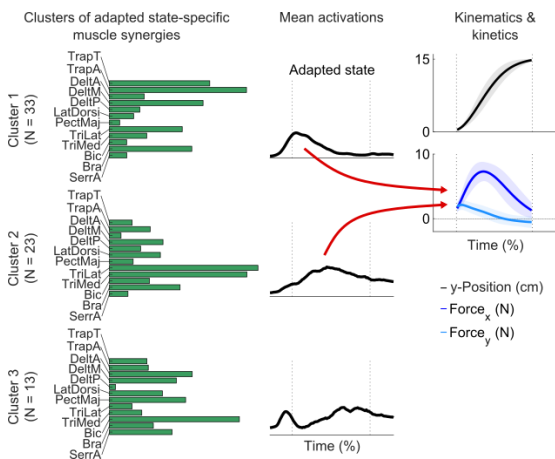 Clusters of adapted state-specific
muscle synergies
Mean activations
Kinematics &
kinetics
Cluster 1
(N = 33)
TrapT
TrapA
DeltA
DeltM
DeltP
LatDorsi
PectMaj
TriLat
TriMed
Bic
Bra
SerrA
Adapted state
15
0
10
0
Time (%)
Cluster 2
(N = 23)
TrapT
TrapA
DeltA
DeltM
DeltP
LatDorsi
PectMaj
TriLat
TriMed
Bic
Bra
SerrA
y-Position (cm)
Forcex (N)
Forcey (N)
Cluster 3
(N = 13)
TrapT
TrapA
DeltA
DeltM
DeltP
LatDorsi
PectMaj
TriLat
TriMed
Bic
Bra
SerrA
Time (%)